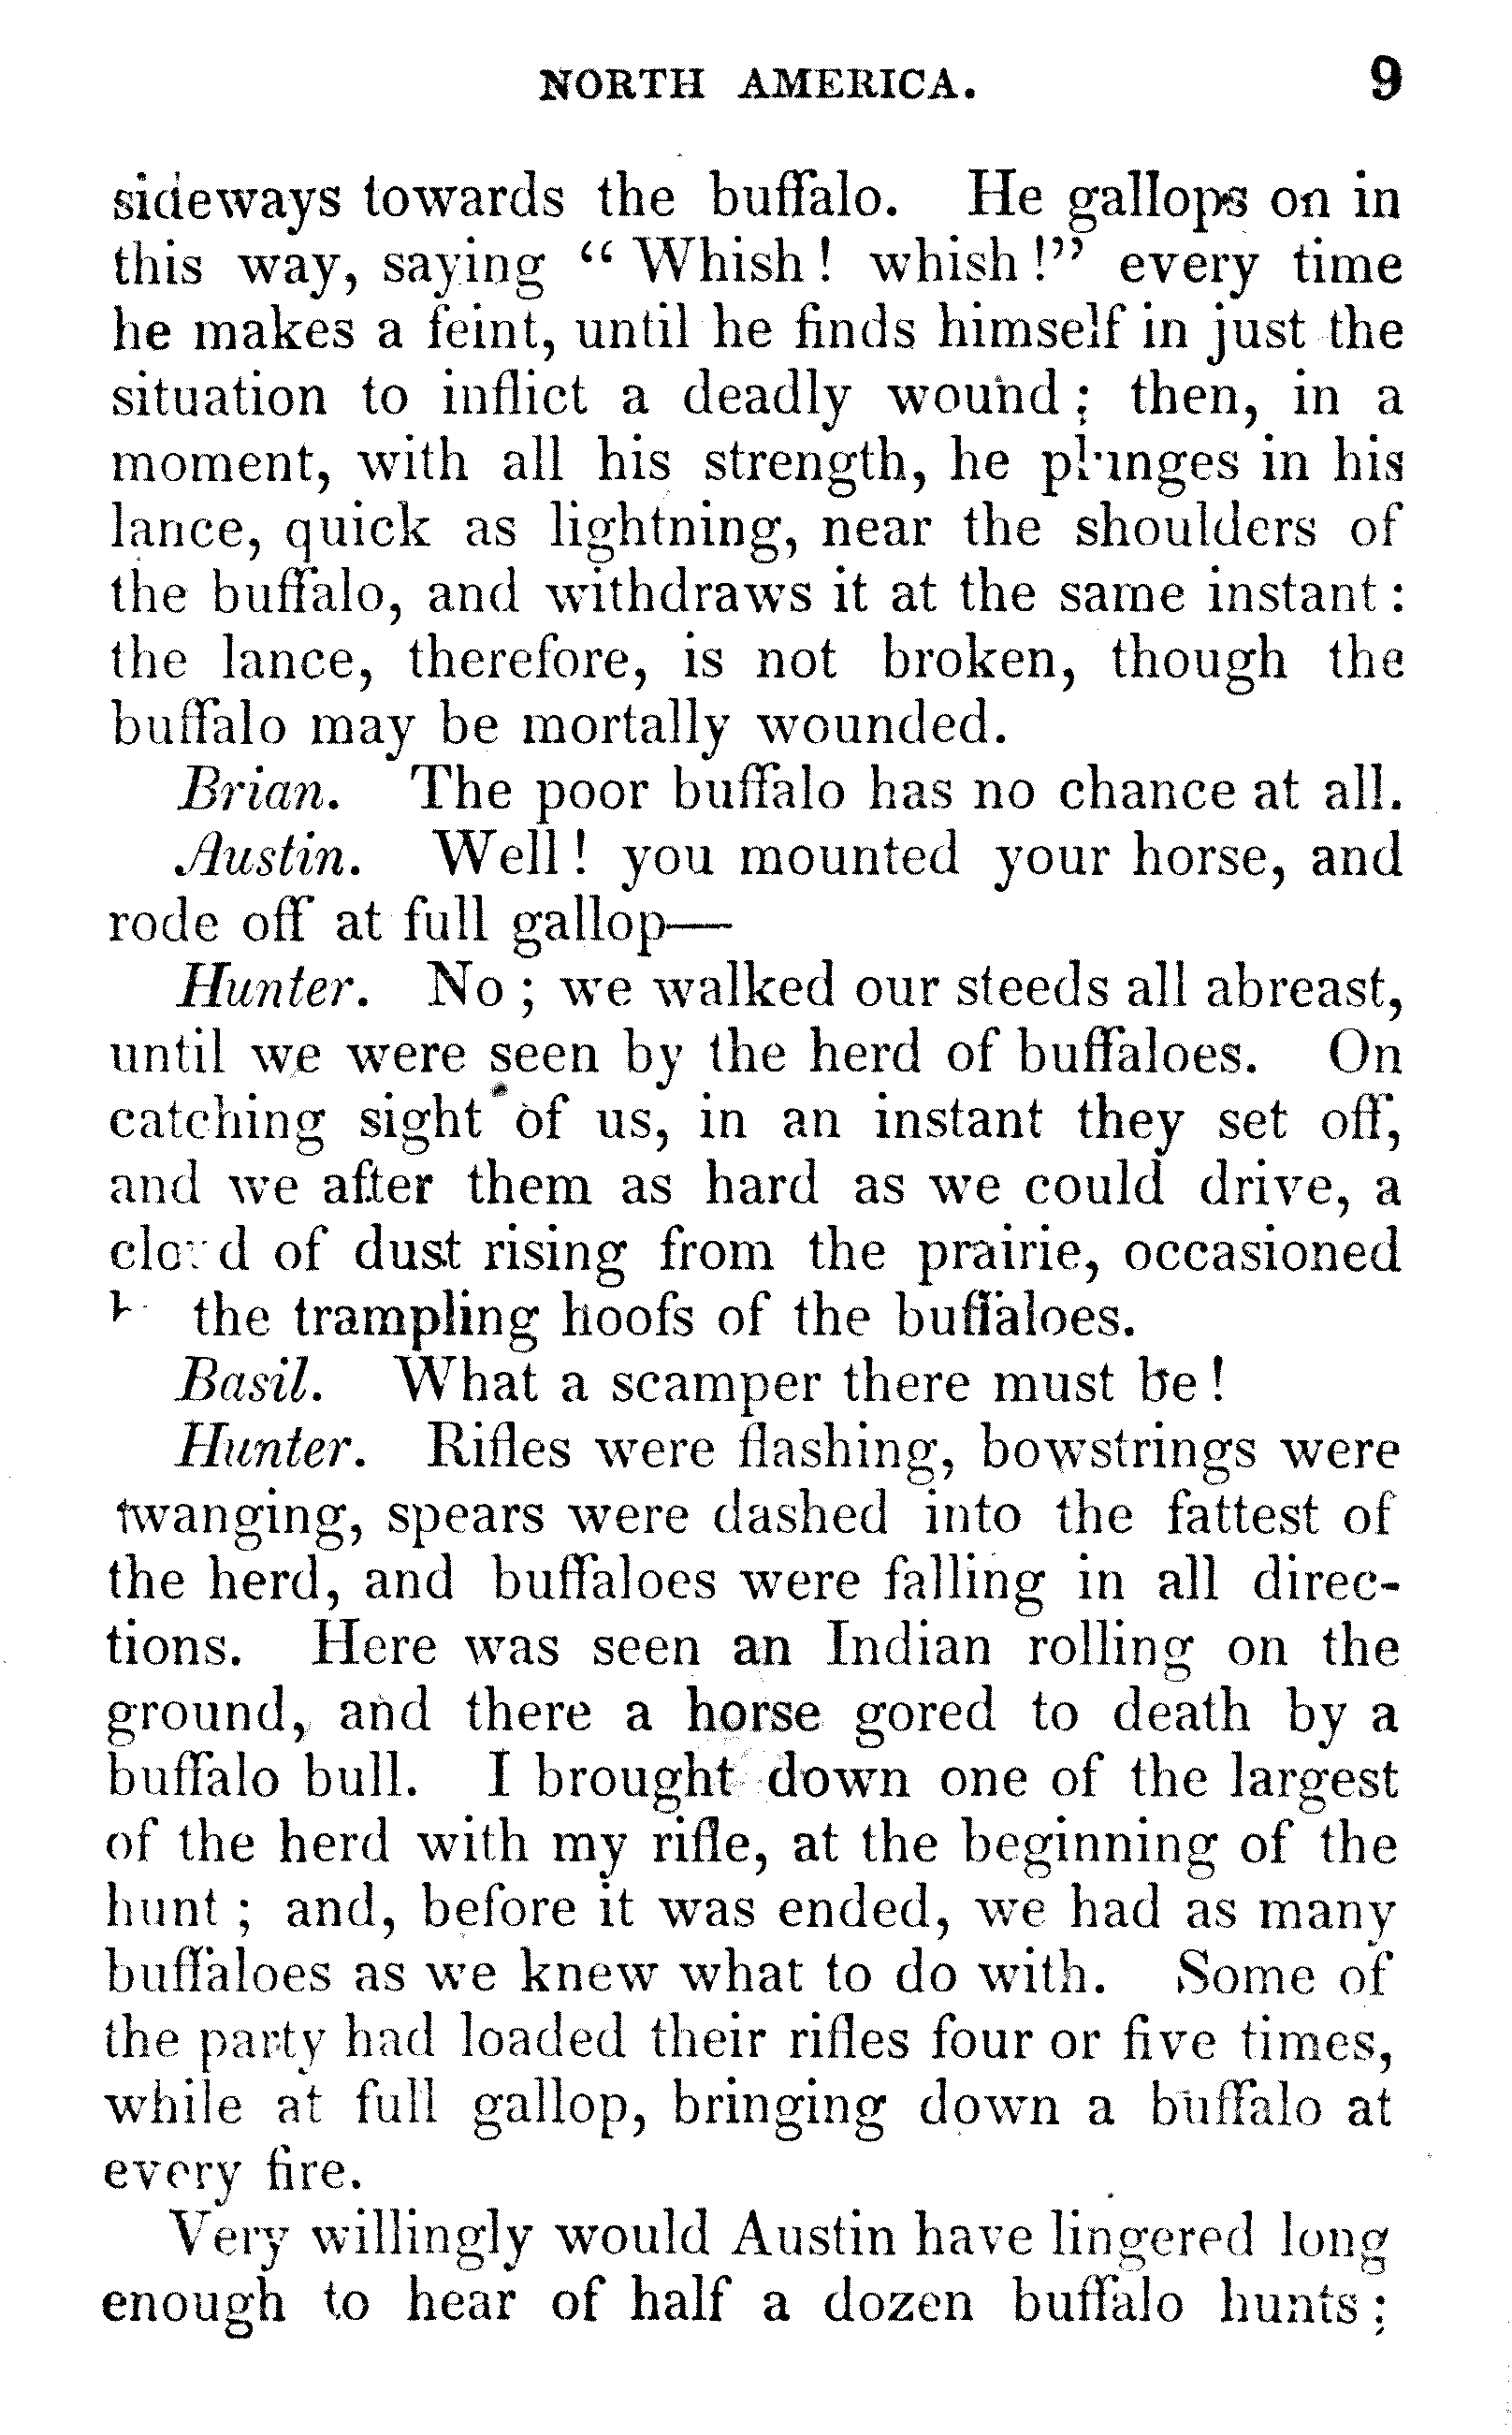 NORTH AMERICA. 9
sideways towards the buffalo. He gallops on in
this way, saying “ Whish ! whish !” every time
he makes a feint, until he finds himself in just the
situation to inflict a deadly wound ; then, in a
moment, with all his strength, he plunges in his
lance, quick as lightning, near the shoulders of
the buffalo, and withdraws it at the same instant :
the lance, therefore, is not broken, though the
buffalo may be mortally wounded.
Brian. The poor buffalo has no chance at all.
Austin. Well ! you mounted your horse, and
rode off at full gallop—
Hunter. No ; we walked our steeds all abreast,
until we were seen by the herd of buffaloes. On
catching sight of us, in an instant they set off,
and we after them as hard as we could drive, a
cloud of dust rising from the prairie, occasioned
the trampling hoofs of the buffaloes.
Basil. What a scamper there must be !
Hunter. Rifles were flashing, bowstrings were
twanging, spears were dashed into the fattest of
the herd, and buffaloes were falling in all direc-
tions. Here was seen an Indian rolling on the
ground, and there a horse gored to death by a
buffalo bull. I brought down one of the largest
of the herd with my rifle, at the beginning of the
hunt ; and, before it was ended, we had as many
buffaloes as we knew what to do with. Some of
the party had loaded their rifles four or five times,
while at full gallop, bringing down a buffalo at
every fire.
Very willingly would Austin have lingered long
enough to hear of half a dozen buffalo hunts ;